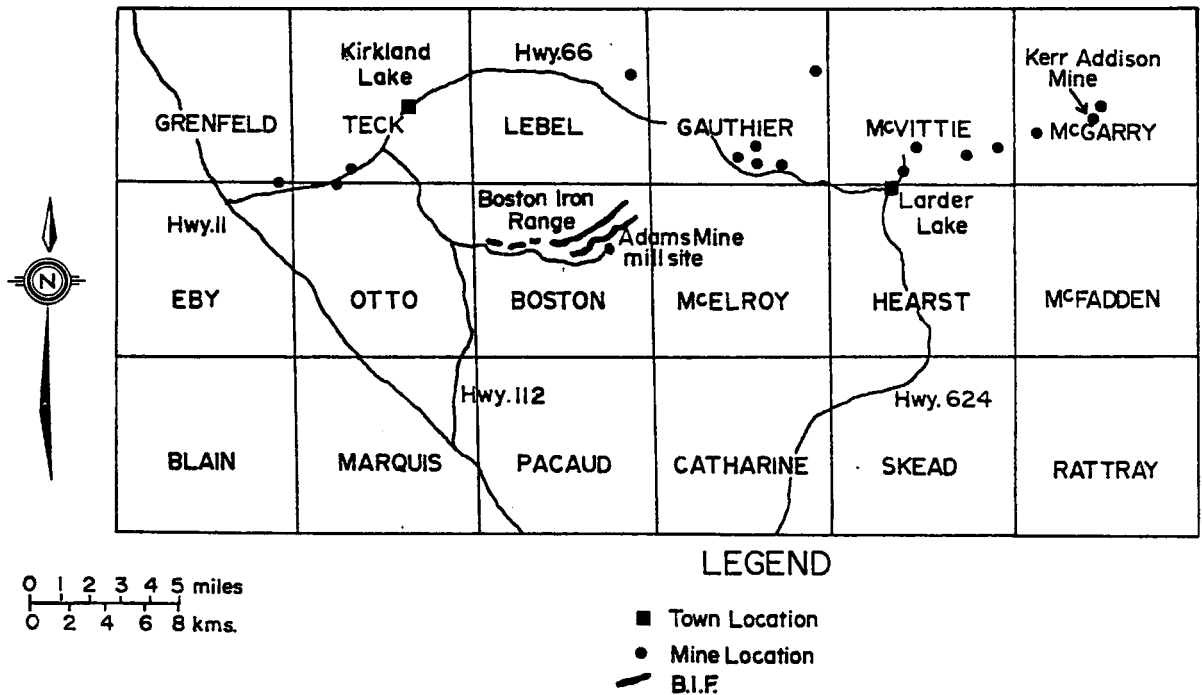 Kirkland
Lake
Hwy.66
Kerr Addison
Mine
GRENFELD
TECK
LEBEL
GAUTHIER
McVITTIE
McGARRY
Hwy.11
Boston Iron
Range
Adams Mine
mill site
Larder
Lake
N
EBY
OTTO
BOSTON
McELROY
HEARST
McFADDEN
Hwy.112
Hwy.624
BLAIN
MARQUIS
PACAUD
CATHARINE
SKEAD
RATTRAY
LEGEND
0 1 2 3 4 5 miles
0 2 4 6 8 kms.
Town Location
Mine Location
B.I.F.